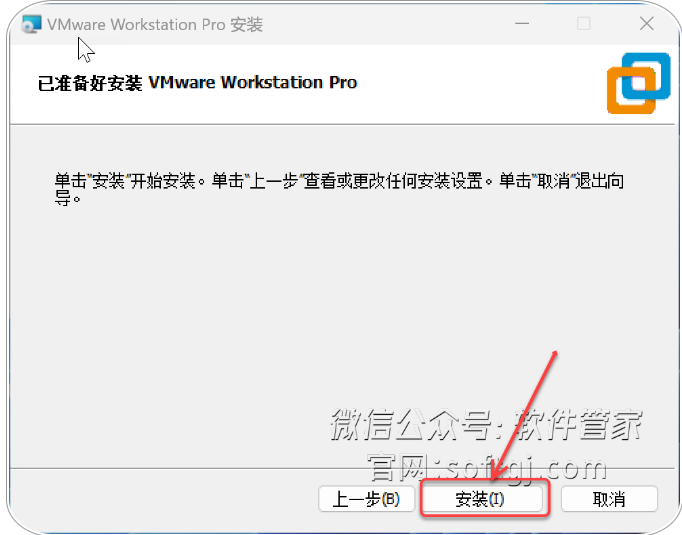 VMware Workstation Pro 安装
已准备好安装 VMware Workstation Pro
单击“安装”开始安装。单击“上一步”查看或更改任何安装设置。单击“取消”退出向
导。
微信公众号: 软件管家
官网:softgj.com
上一步(B) 安装(I) 取消